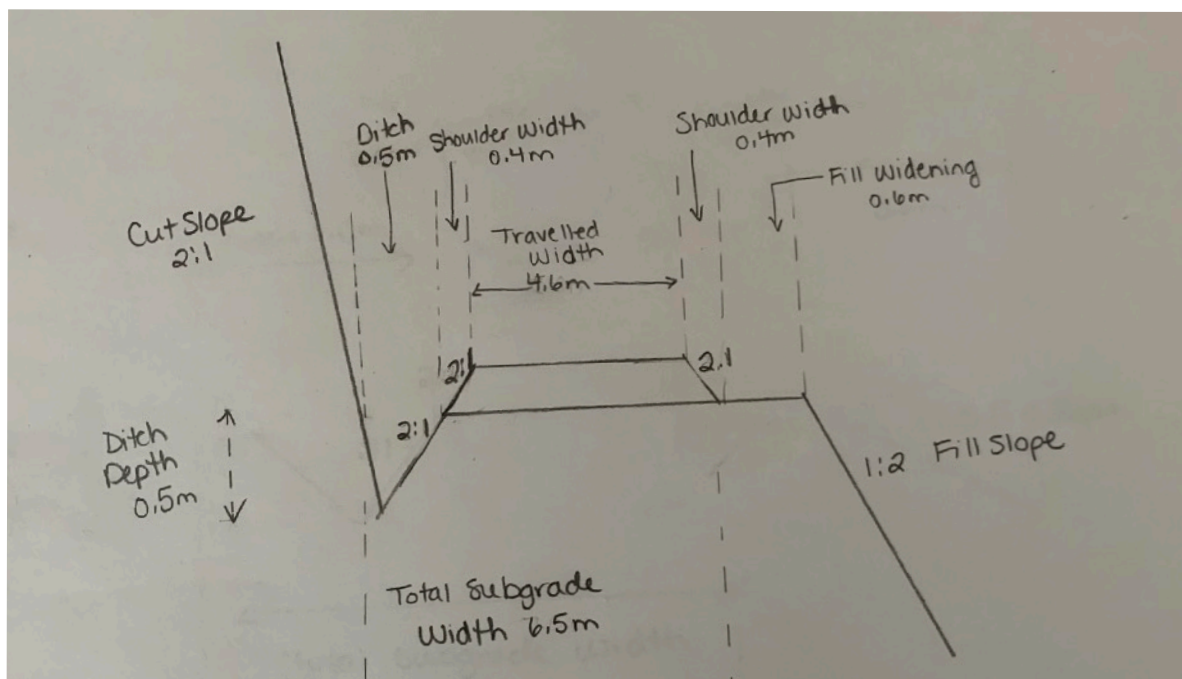 Ditch
0.5m
Shoulder Width
0.4m
Shoulder Width
0.4m
Fill Widening
0.6m
Cut Slope
2:1
Travelled
Width
4.6m
2:1
2:1
2:1
Ditch
Depth
0.5m
1:2 Fill Slope
Total Subgrade
Width 6.5m